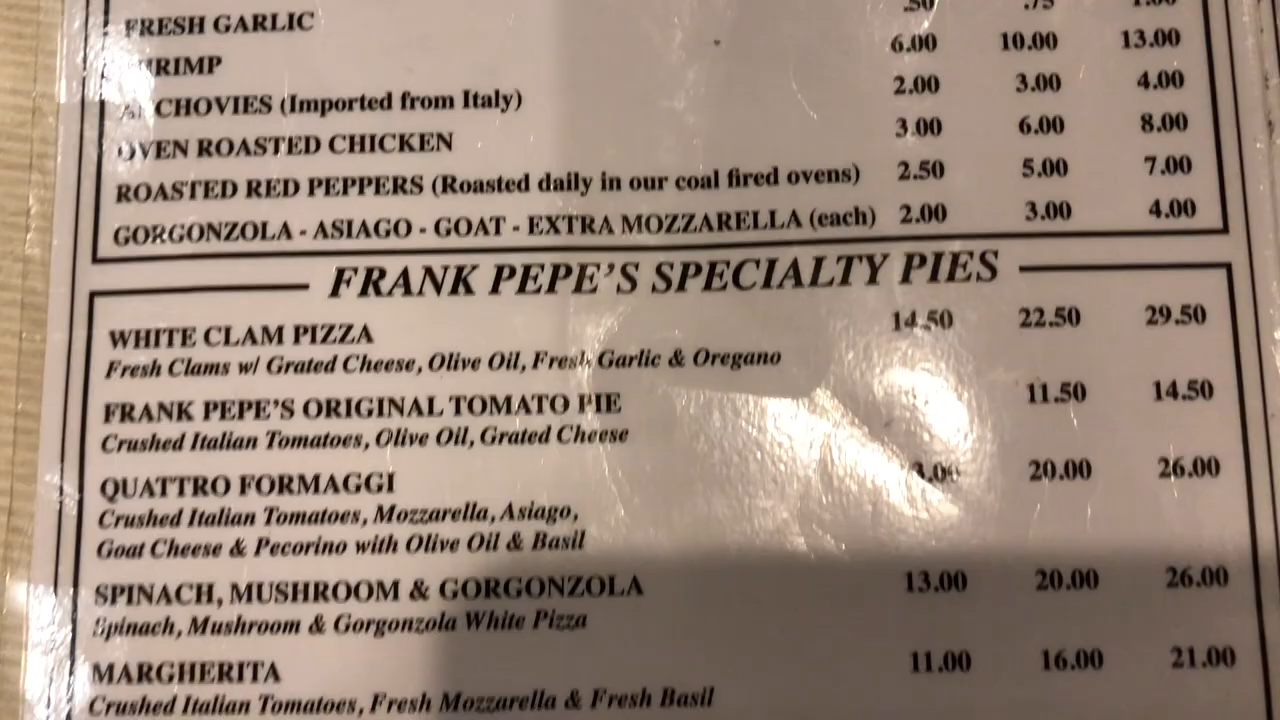 FRESH GARLIC .50 .75 1.00
SHRIMP 6.00 10.00 13.00
ANCHOVIES (Imported from Italy) 2.00 3.00 4.00
OVEN ROASTED CHICKEN 3.00 6.00 8.00
ROASTED RED PEPPERS (Roasted daily in our coal fired ovens) 2.50 5.00 7.00
GORGONZOLA - ASIAGO - GOAT - EXTRA MOZZARELLA (each) 2.00 3.00 4.00
FRANK PEPE'S SPECIALTY PIES
WHITE CLAM PIZZA 14.50 22.50 29.50
Fresh Clams w/ Grated Cheese, Olive Oil, Fresh Garlic & Oregano
FRANK PEPE'S ORIGINAL TOMATO PIE 11.50 14.50
Crushed Italian Tomatoes, Olive Oil, Grated Cheese
QUATTRO FORMAGGI 20.00 26.00
Crushed Italian Tomatoes, Mozzarella, Asiago,
Goat Cheese & Pecorino with Olive Oil & Basil
SPINACH, MUSHROOM & GORGONZOLA 13.00 20.00 26.00
Spinach, Mushroom & Gorgonzola White Pizza
MARGHERITA 11.00 16.00 21.00
Crushed Italian Tomatoes, Fresh Mozzarella & Fresh Basil